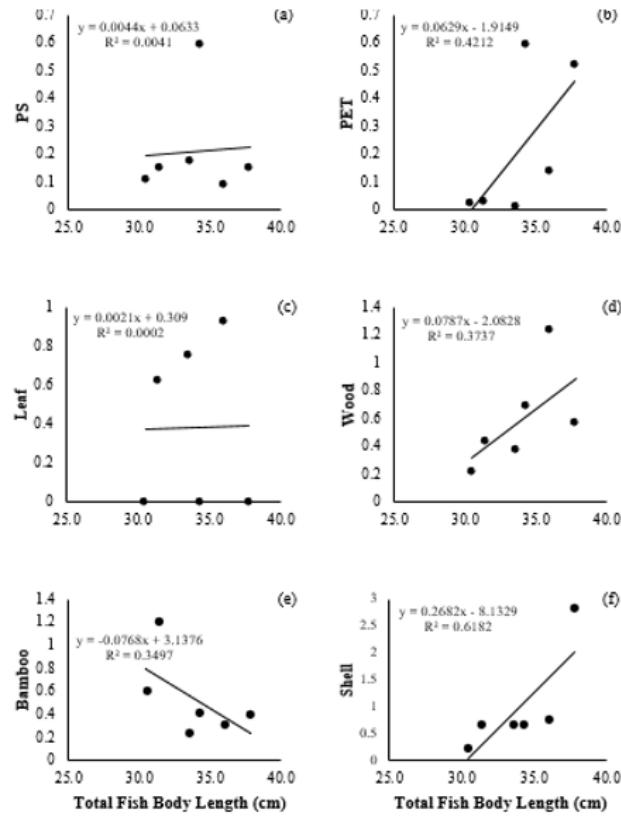 0.7
(a)
y = 0.0044x + 0.0633
R² = 0.0041
0.6
0.5
0.4
PS
0.3
0.2
0.1
0
25.0 30.0 35.0 40.0
0.7
(b)
y = 0.0629x - 1.9149
R² = 0.4212
0.6
0.5
0.4
PET
0.3
0.2
0.1
0
25.0 30.0 35.0 40.0
1
(c)
y = 0.0021x + 0.309
R² = 0.0002
0.8
0.6
Leaf
0.4
0.2
0
25.0 30.0 35.0 40.0
1.4
(d)
y = 0.0787x - 2.0828
R² = 0.3737
1.2
1
0.8
Wood
0.6
0.4
0.2
0
25.0 30.0 35.0 40.0
1.4
(e)
1.2
y = -0.0768x + 3.1376
R² = 0.3497
1
0.8
Bamboo
0.6
0.4
0.2
0
25.0 30.0 35.0 40.0
Total Fish Body Length (cm)
3
(f)
y = 0.2682x - 8.1329
R² = 0.6182
2.5
2
Shell
1.5
1
0.5
0
25.0 30.0 35.0 40.0
Total Fish Body Length (cm)